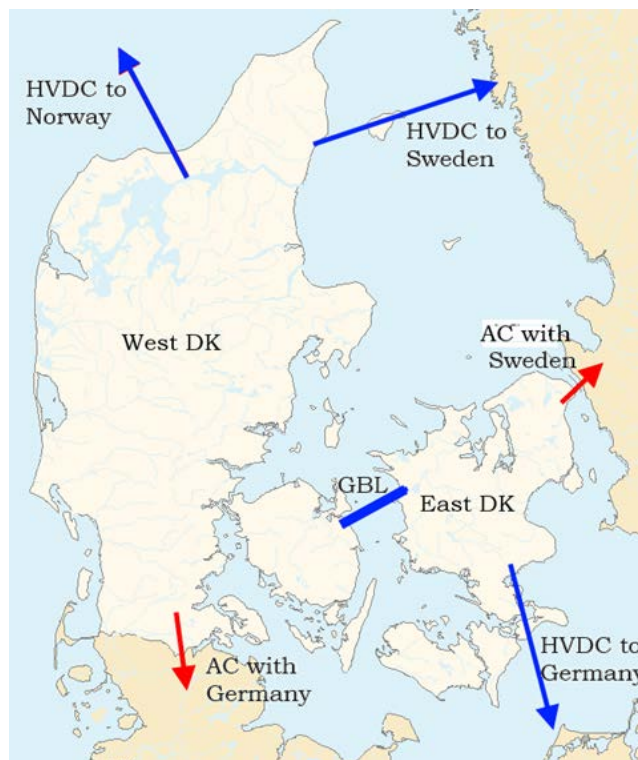 HVDC to
Norway
HVDC to
Sweden
West DK
AC with
Sweden
GBL
East DK
AC with
Germany
HVDC to
Germany